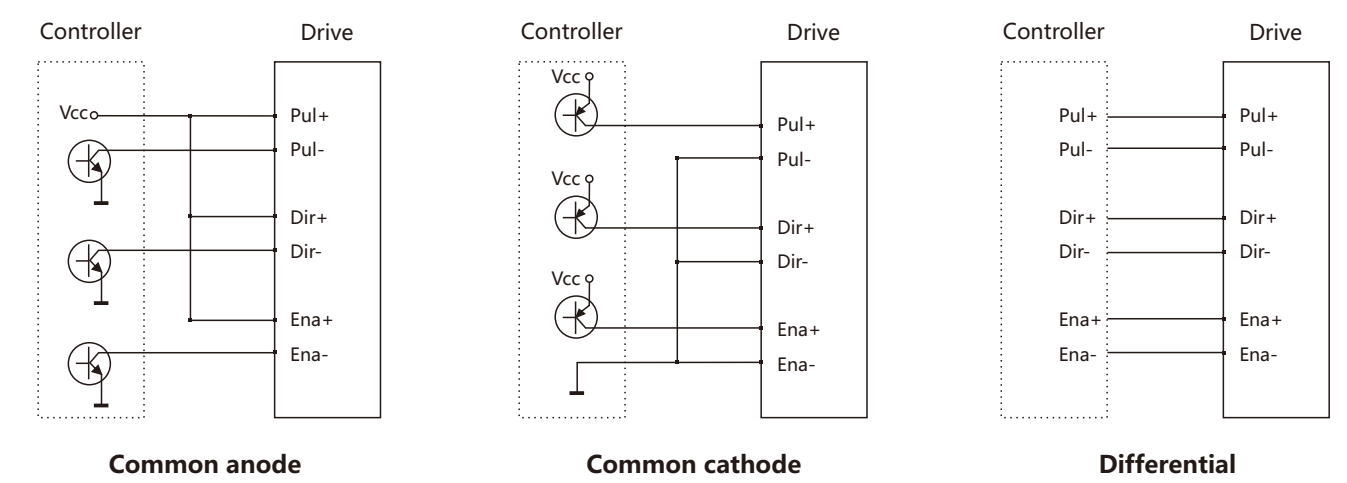 Controller
Drive
Vcc
Pul+
Pul-
Dir+
Dir-
Ena+
Ena-
Common anode
Controller
Drive
Vcc
Pul+
Pul-
Vcc
Dir+
Dir-
Vcc
Ena+
Ena-
Common cathode
Controller
Drive
Pul+
Pul+
Pul-
Pul-
Dir+
Dir+
Dir-
Dir-
Ena+
Ena+
Ena-
Ena-
Differential